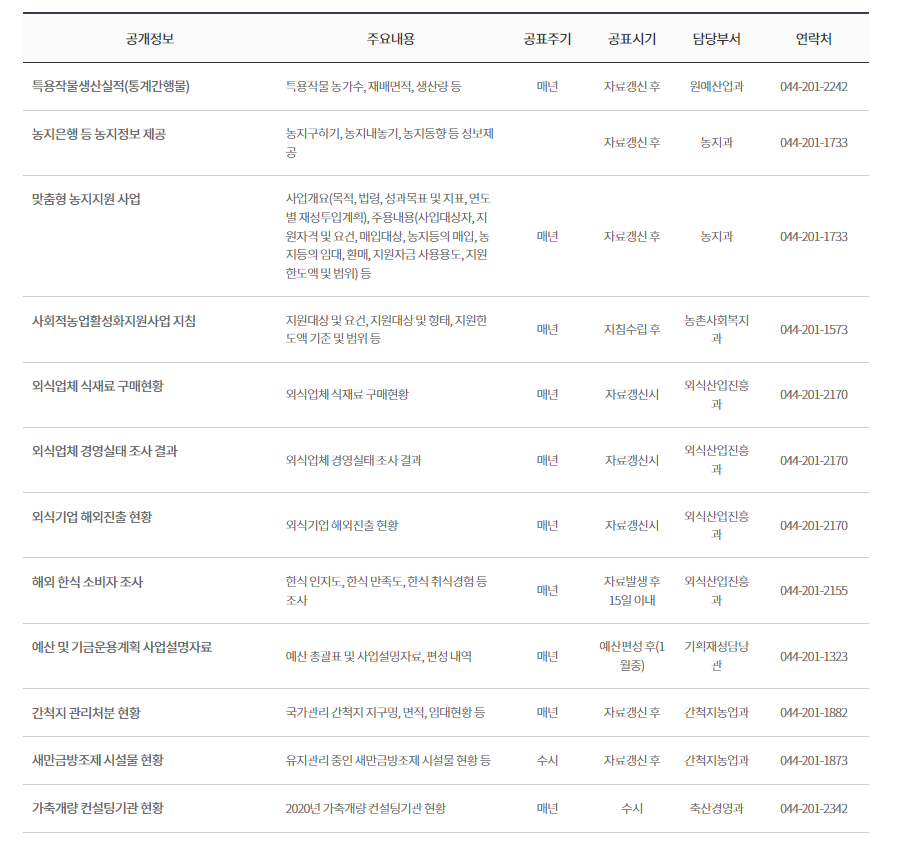 공개정보 주요내용 공표주기 공표시기 담당부서 연락처
특용작물생산실적(통계간행물) 특용작물 농가수, 재배면적, 생산량 등 매년 자료갱신 후 원예산업과 044-201-2242
농지은행 등 농지정보 제공 농지구하기, 농지내놓기, 농지동향 등 정보제
공 자료갱신 후 농지과 044-201-1733
맞춤형 농지지원 사업 사업개요(목적, 법령, 성과목표 및 지표, 연도
별 재정투입계획), 주용내용(사업대상자, 지
원자격 및 요건, 매입대상, 농지등의 매입, 농 매년 자료갱신 후 농지과 044-201-1733
지등의 임대, 환매, 지원자금 사용용도, 지원
한도액 및 범위) 등
사회적농업활성화지원사업 지침 지원대상 및 요건, 지원대상 및 형태, 지원한 매년 지침수립 후 농촌사회복지 044-201-1573
도액 기준 및 범위 등 과
외식업체 식재료 구매현황 외식업체 식재료 구매현황 매년 자료갱신시 외식산업진흥 044-201-2170
과
외식업체 경영실태 조사 결과 외식업체 경영실태 조사 결과 매년 자료갱신시 외식산업진흥 044-201-2170
과
외식기업 해외진출 현황 외식기업 해외진출 현황 매년 자료갱신시 외식산업진흥 044-201-2170
과
해외 한식 소비자 조사 한식 인지도, 한식 만족도, 한식 취식경험 등 매년 자료발생 후 외식산업진흥 044-201-2155
조사 15일 이내 과
예산 및 기금운용계획 사업설명자료 예산 총괄표 및 사업설명자료, 편성 내역 매년 예산편성 후(1 기획재정담당 044-201-1323
월중) 관
간척지 관리처분 현황 국가관리 간척지 지구명, 면적, 임대현황 등 매년 자료갱신 후 간척지농업과 044-201-1882
새만금방조제 시설물 현황 유지관리 중인 새만금방조제 시설물 현황 등 수시 자료갱신 후 간척지농업과 044-201-1873
가축개량 컨설팅기관 현황 2020년 가축개량 컨설팅기관 현황 매년 수시 축산경영과 044-201-2342